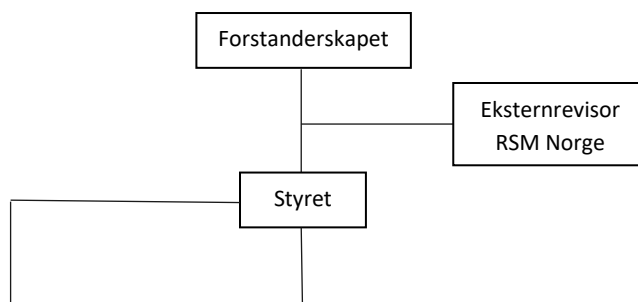 Forstanderskapet
Eksternrevisor
RSM Norge
Styret